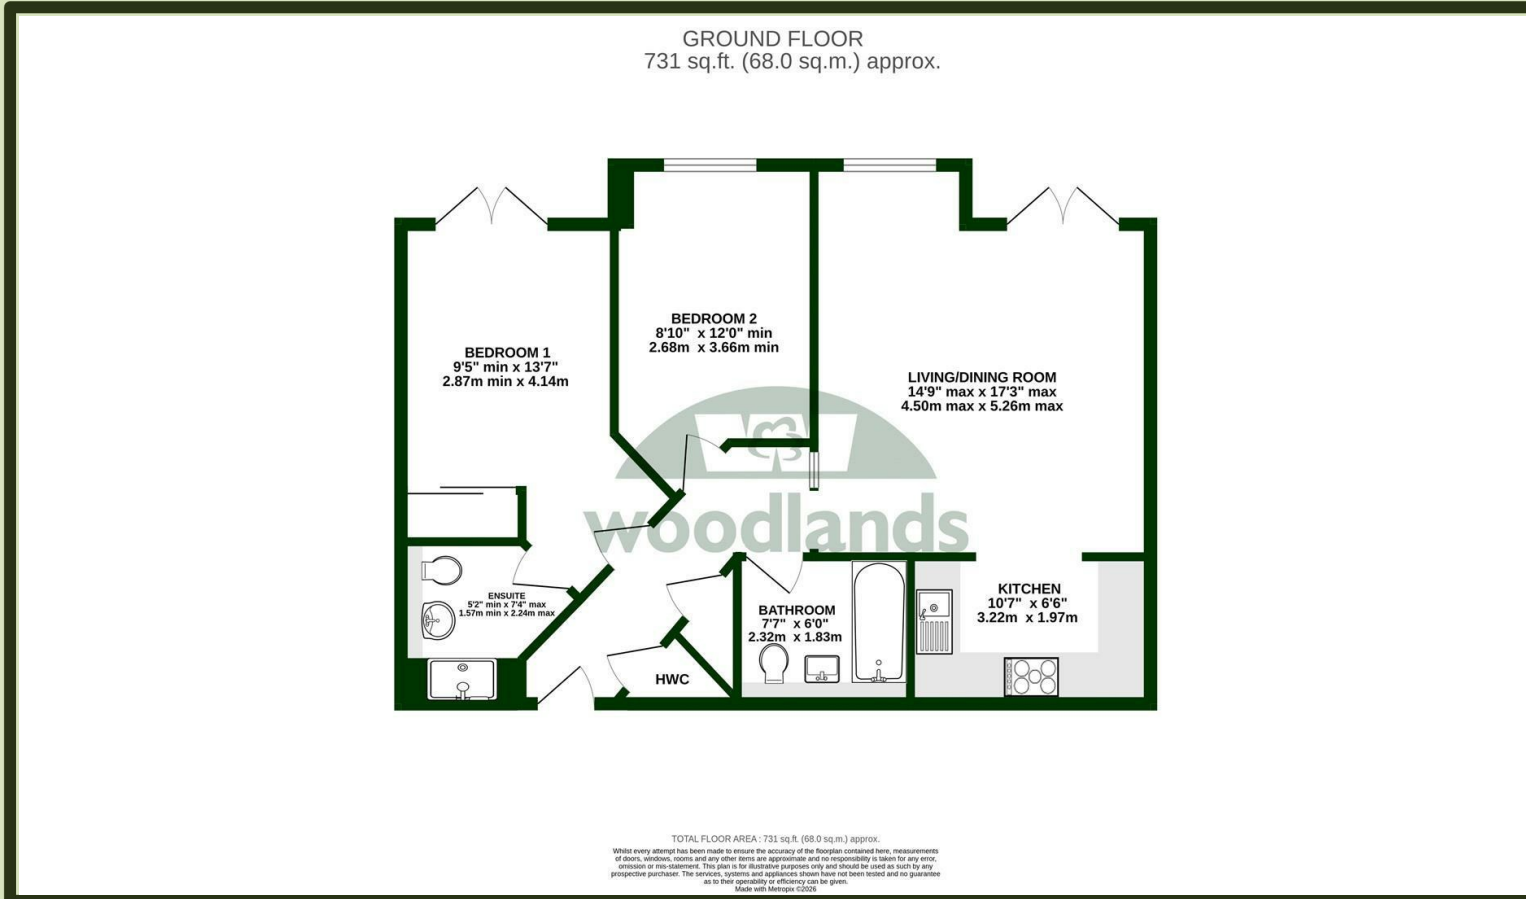 GROUND FLOOR
731 sq.ft. (68.0 sq.m.) approx.
BEDROOM 2
8'10" x 12'0" min
2.68m x 3.66m min
BEDROOM 1
9'5" min x 13'7"
2.87m min x 4.14m
LIVING/DINING ROOM
14'9" max x 17'3" max
4.50m max x 5.26m max
woodlands
ENSUITE
5'2" min x 7'4" max
1.57m min x 2.24m max
KITCHEN
10'7" x 6'6"
3.22m x 1.97m
BATHROOM
7'7" x 6'0"
2.32m x 1.83m
HWC
TOTAL FLOOR AREA : 731 sq.ft. (68.0 sq.m.) approx.
Whilst every attempt has been made to ensure the accuracy of the floorplan contained here, measurements
of doors, windows, rooms and any other items are approximate and no responsibility is taken for any error,
omission or mis-statement. This plan is for illustrative purposes only and should be used as such by any
prospective purchaser. The services, systems and appliances shown have not been tested and no guarantee
as to their operability or efficiency can be given.
Made with Metropix ©2026